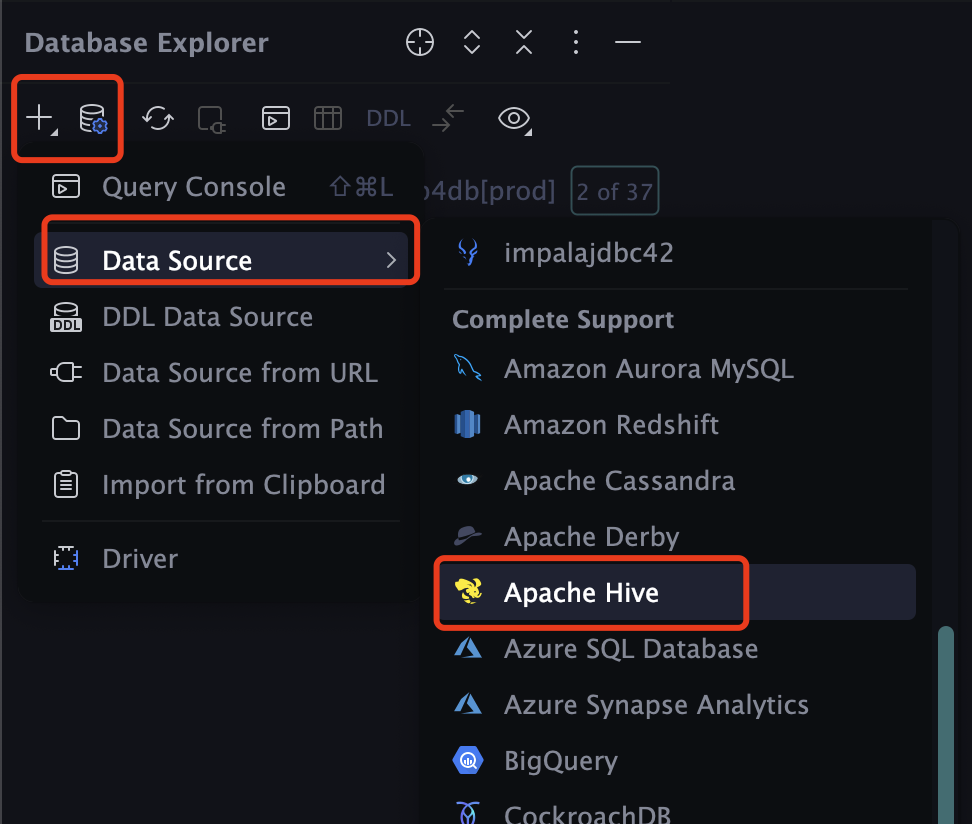 Database Explorer
DDL
Query Console ⇧⌘L
4db[prod] 2 of 37
Data Source
DDL Data Source
Data Source from URL
Data Source from Path
Import from Clipboard
Driver
impalajdbc42
Complete Support
Amazon Aurora MySQL
Amazon Redshift
Apache Cassandra
Apache Derby
Apache Hive
Azure SQL Database
Azure Synapse Analytics
BigQuery
CockroachDB